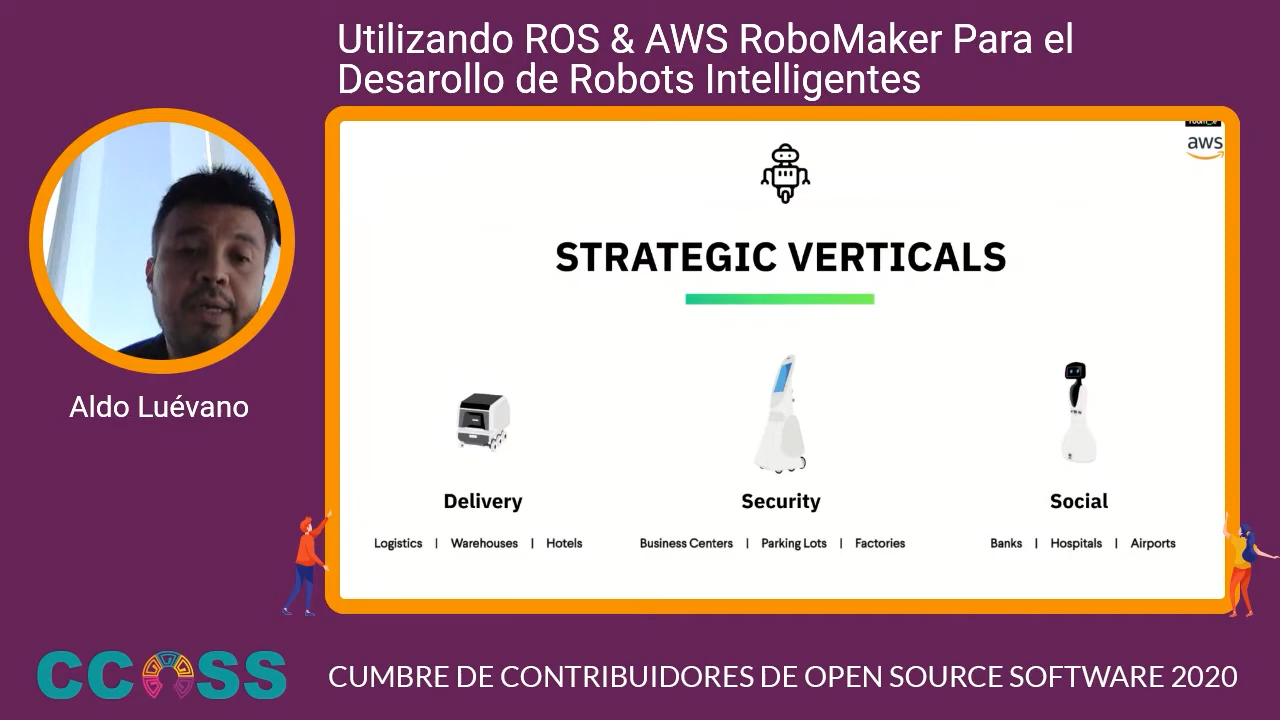 Utilizando ROS & AWS RoboMaker Para el
Desarollo de Robots Intelligentes
aws
STRATEGIC VERTICALS
Aldo Luévano
Delivery
Security
Social
Logistics | Warehouses | Hotels
Business Centers | Parking Lots | Factories
Banks | Hospitals | Airports
CCOSS
CUMBRE DE CONTRIBUIDORES DE OPEN SOURCE SOFTWARE 2020